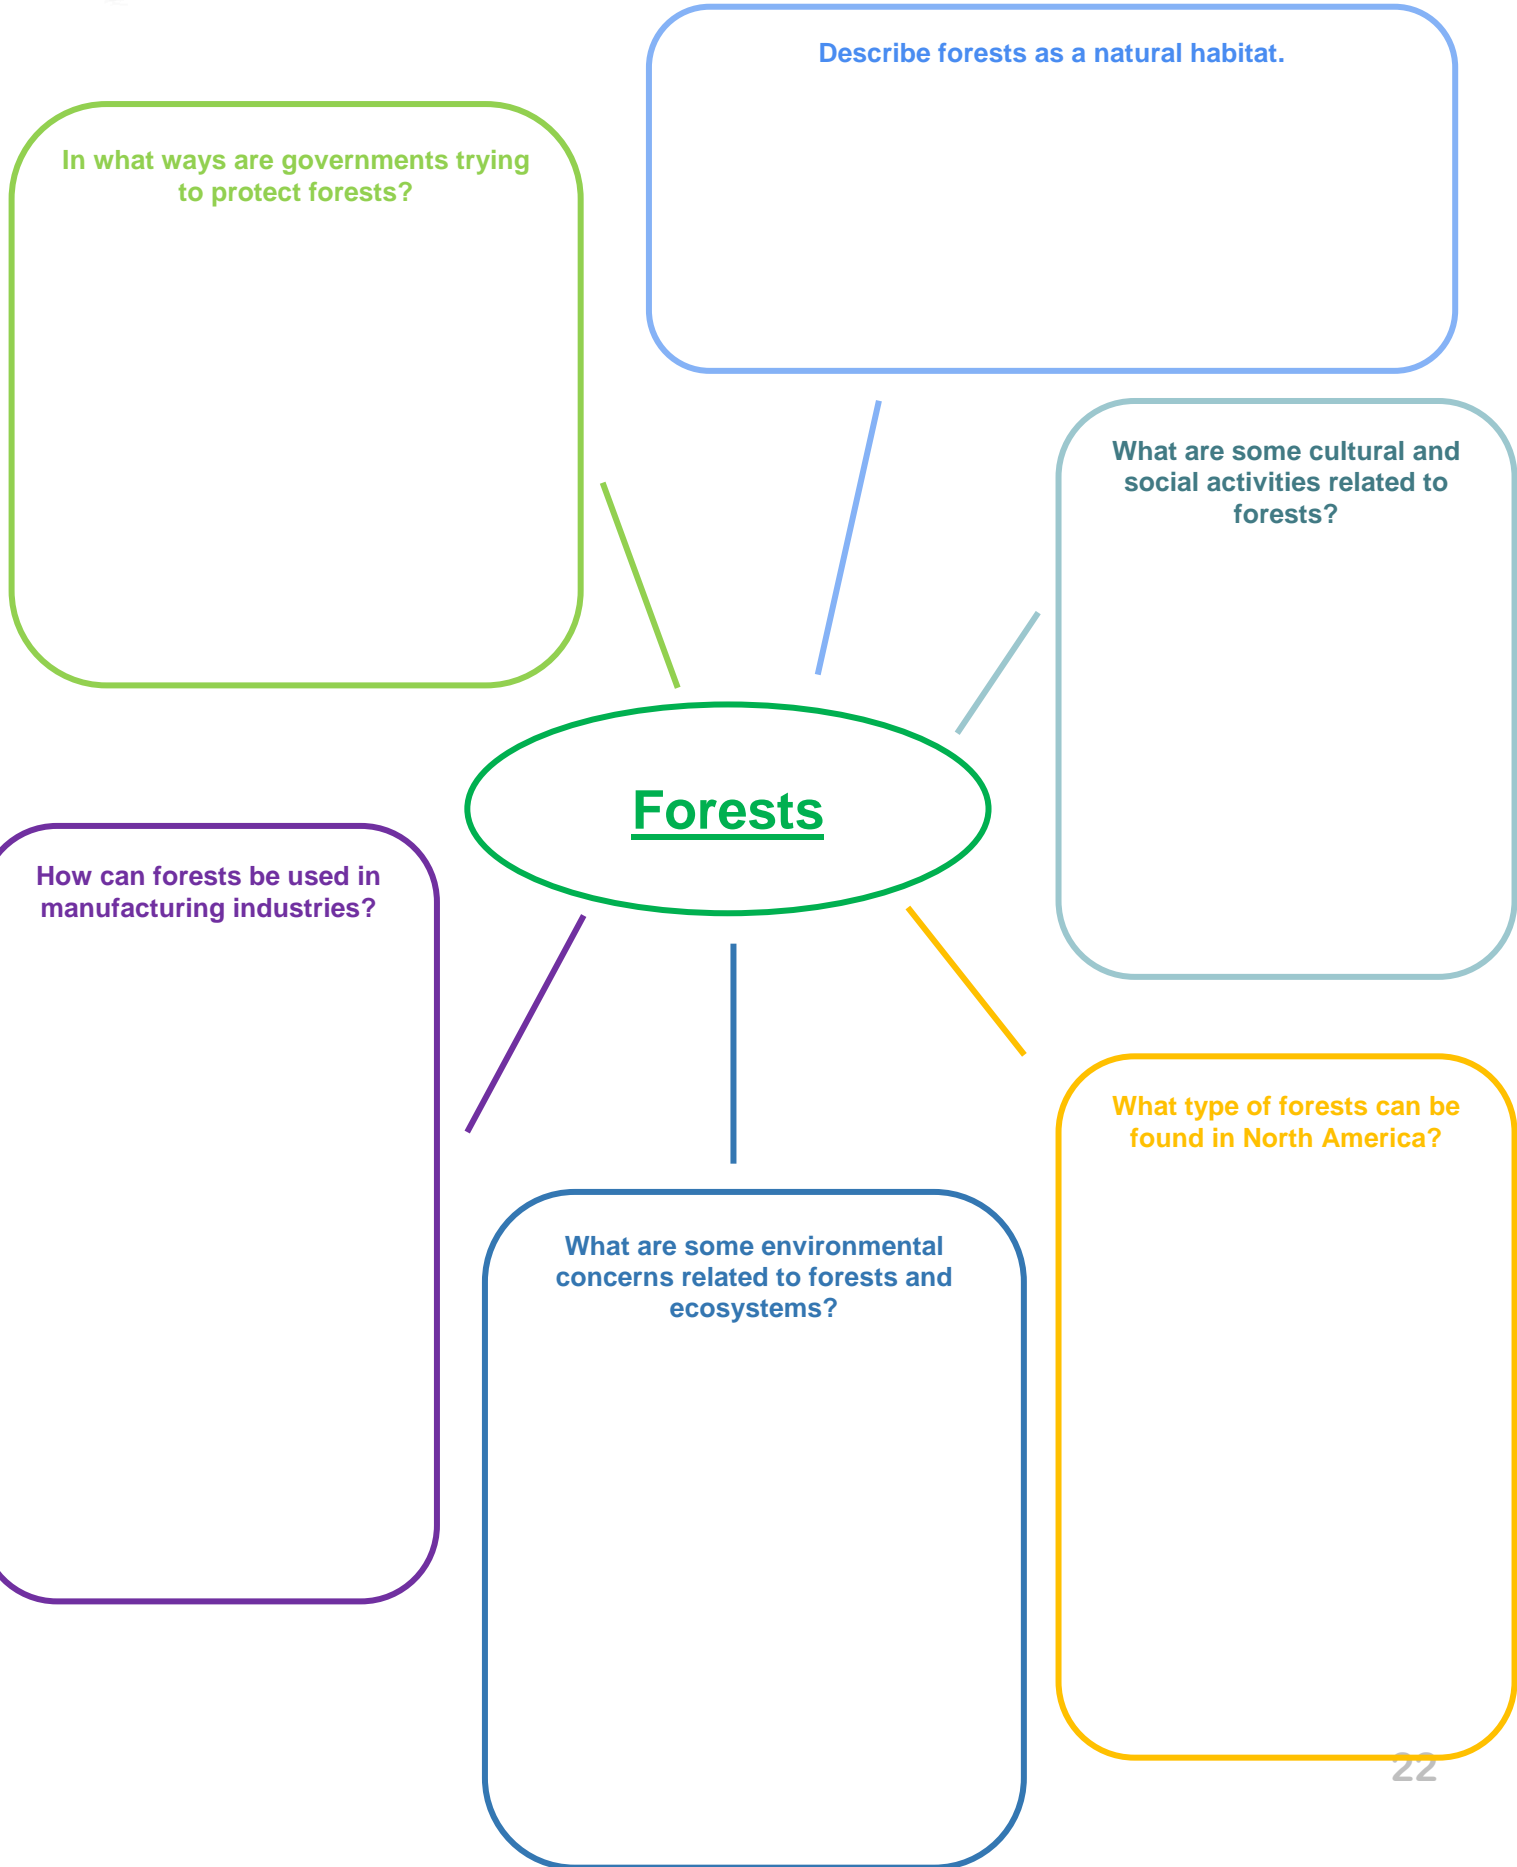 Describe forests as a natural habitat.
In what ways are governments trying
to protect forests?
What are some cultural and
social activities related to
forests?
Forests
How can forests be used in
manufacturing industries?
What type of forests can be
found in North America?
What are some environmental
concerns related to forests and
ecosystems?
22